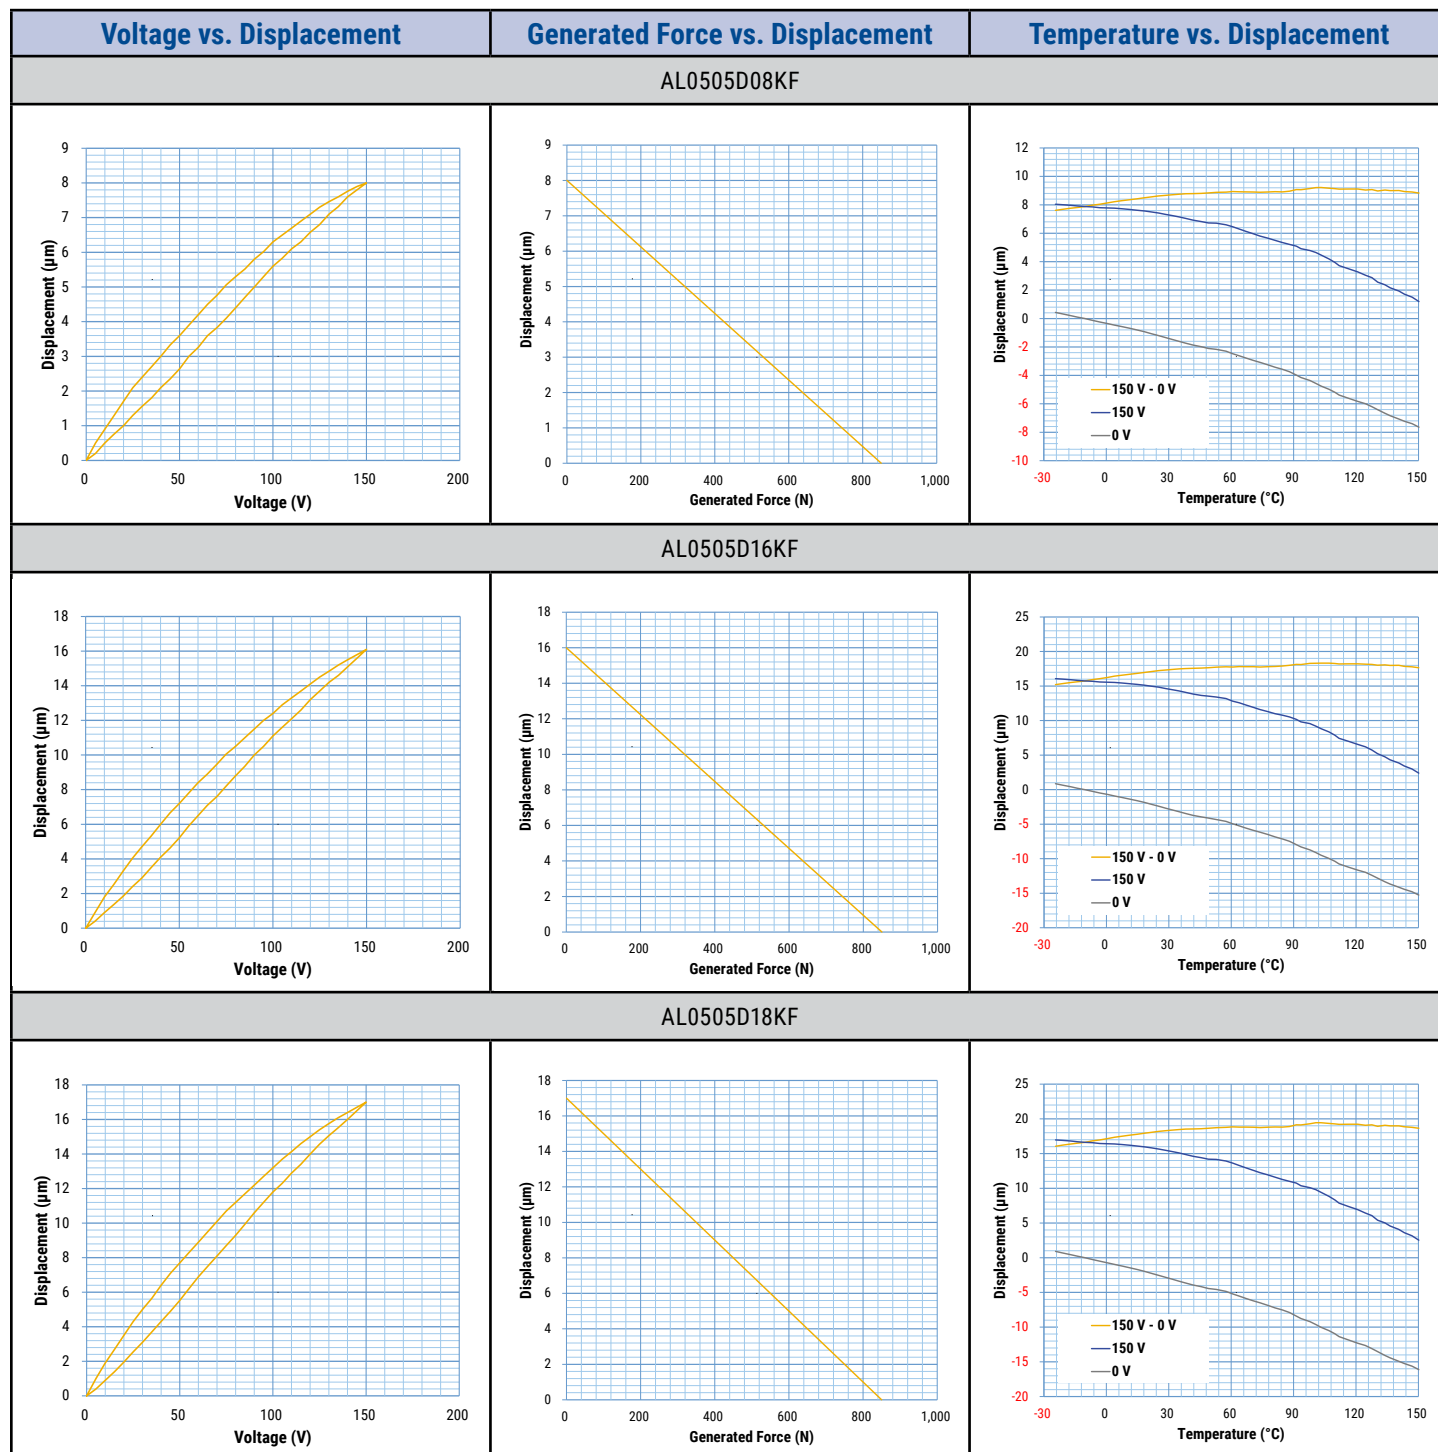 Voltage vs. Displacement
Generated Force vs. Displacement
Temperature vs. Displacement
AL0505D08KF
Displacement (µm)
9
8
7
6
5
4
3
2
1
0
0 50 100 150 200
Voltage (V)
Displacement (µm)
9
8
7
6
5
4
3
2
1
0
0 200 400 600 800 1,000
Generated Force (N)
Displacement (µm)
12
10
8
6
4
2
0
-2
-4
-6
-8
-10
150 V - 0 V
150 V
0 V
-30 0 30 60 90 120 150
Temperature (°C)
AL0505D16KF
Displacement (µm)
18
16
14
12
10
8
6
4
2
0
0 50 100 150 200
Voltage (V)
Displacement (µm)
18
16
14
12
10
8
6
4
2
0
0 200 400 600 800 1,000
Generated Force (N)
Displacement (µm)
25
20
15
10
5
0
-5
-10
-15
-20
150 V - 0 V
150 V
0 V
-30 0 30 60 90 120 150
Temperature (°C)
AL0505D18KF
Displacement (µm)
18
16
14
12
10
8
6
4
2
0
0 50 100 150 200
Voltage (V)
Displacement (µm)
18
16
14
12
10
8
6
4
2
0
0 200 400 600 800 1,000
Generated Force (N)
Displacement (µm)
25
20
15
10
5
0
-5
-10
-15
-20
150 V - 0 V
150 V
0 V
-30 0 30 60 90 120 150
Temperature (°C)